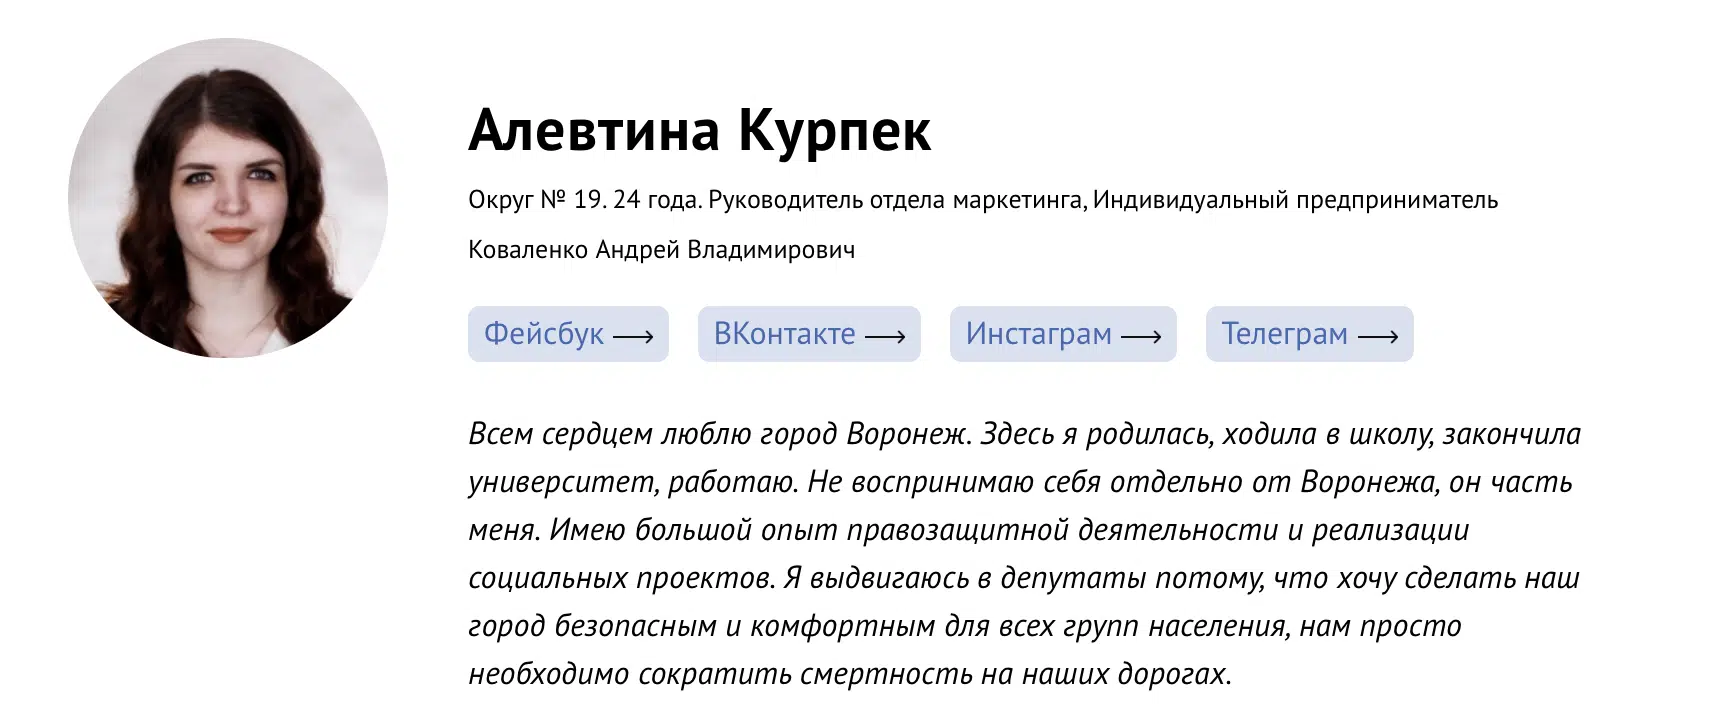 Алевтина Курпек
Округ № 19. 24 года. Руководитель отдела маркетинга, Индивидуальный предприниматель
Коваленко Андрей Владимирович
Фейсбук ⟶ ВКонтакте ⟶ Инстаграм ⟶ Телеграм ⟶
Всем сердцем люблю город Воронеж. Здесь я родилась, ходила в школу, закончила
университет, работаю. Не воспринимаю себя отдельно от Воронежа, он часть
меня. Имею большой опыт правозащитной деятельности и реализации
социальных проектов. Я выдвигаюсь в депутаты потому, что хочу сделать наш
город безопасным и комфортным для всех групп населения, нам просто
необходимо сократить смертность на наших дорогах.